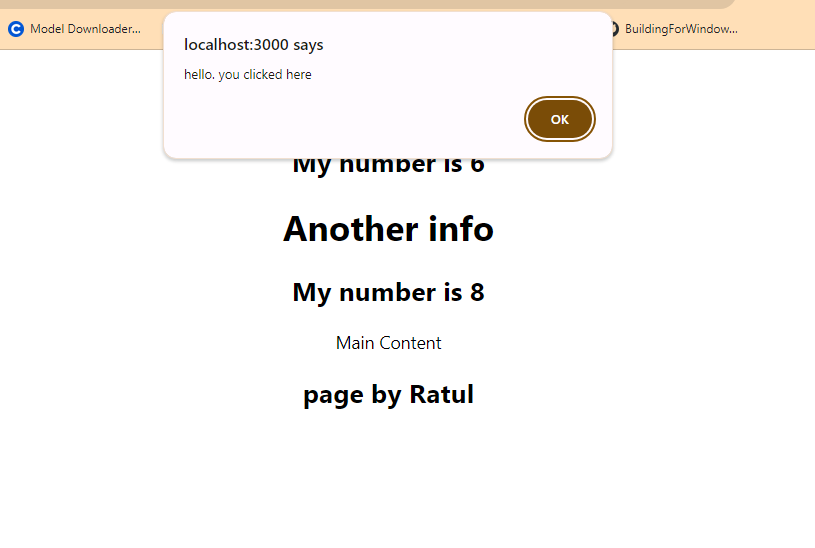 Model Downloader...
BuildingForWindow...
localhost:3000 says
hello. you clicked here
OK
My number is 6
Another info
My number is 8
Main Content
page by Ratul